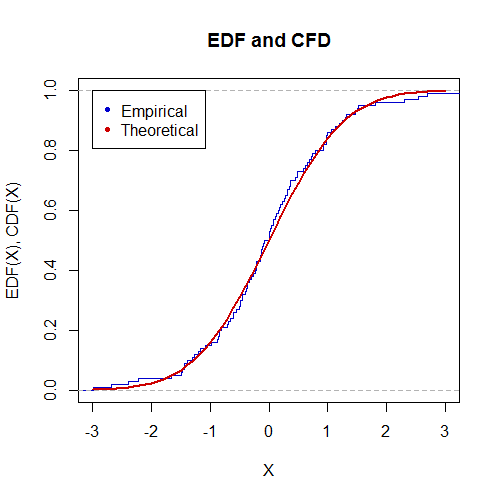 EDF and CFD
Empirical
Theoretical
EDF(X), CDF(X)
1.0
0.8
0.6
0.4
0.2
0.0
-3 -2 -1 0 1 2 3
X